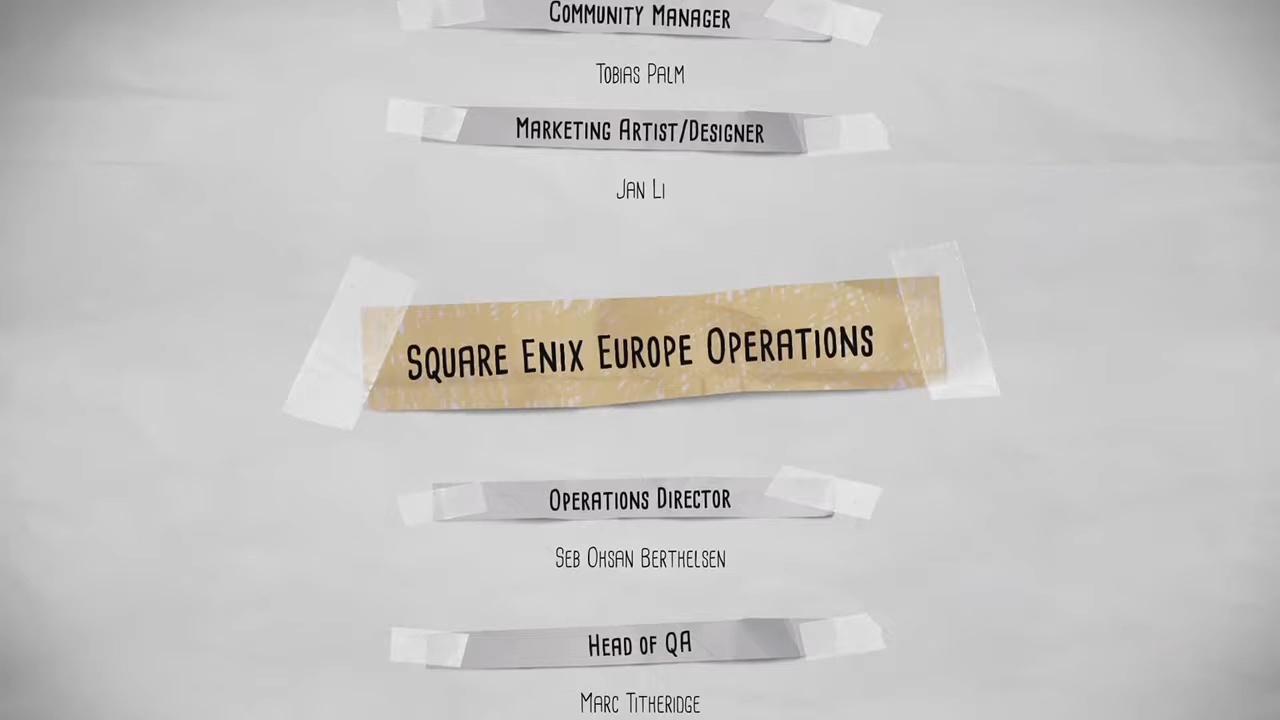 Community Manager
Tobias Palm
Marketing Artist/Designer
Jan Li
Square Enix Europe Operations
Operations Director
Seb Ohsan Berthelsen
Head of QA
Marc Titheridge